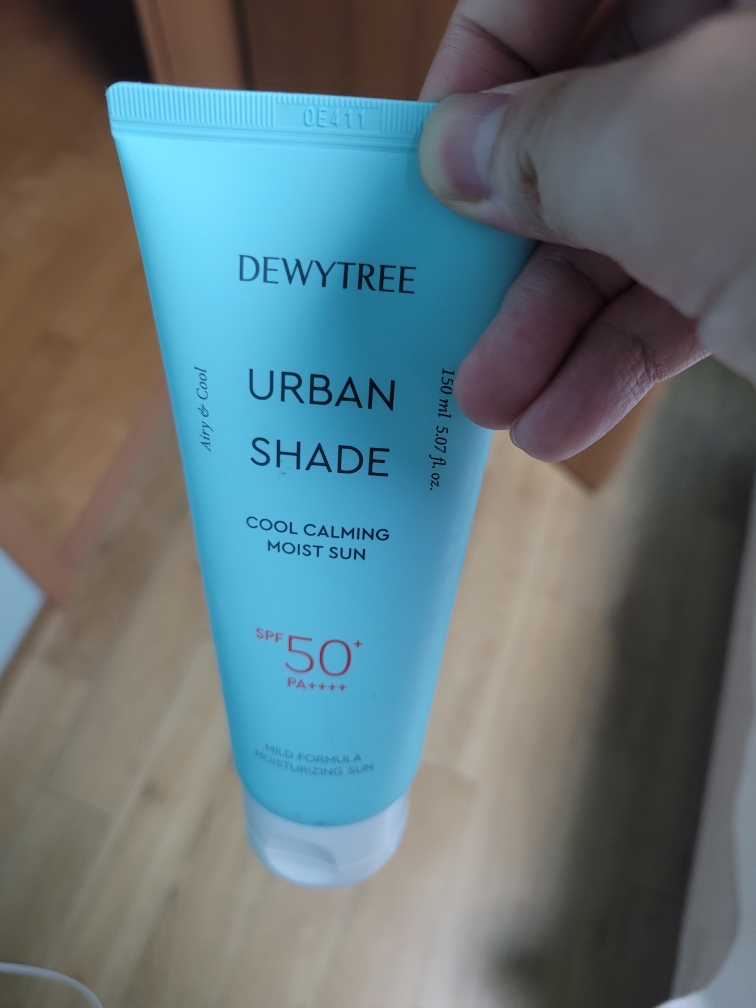 0E411
DEWYTREE
URBAN
SHADE
Airy & Cool
150 ml 5.07 fl. oz.
COOL CALMING
MOIST SUN
SPF 50+
PA++++
MILD FORMULA
MOISTURIZING SUN